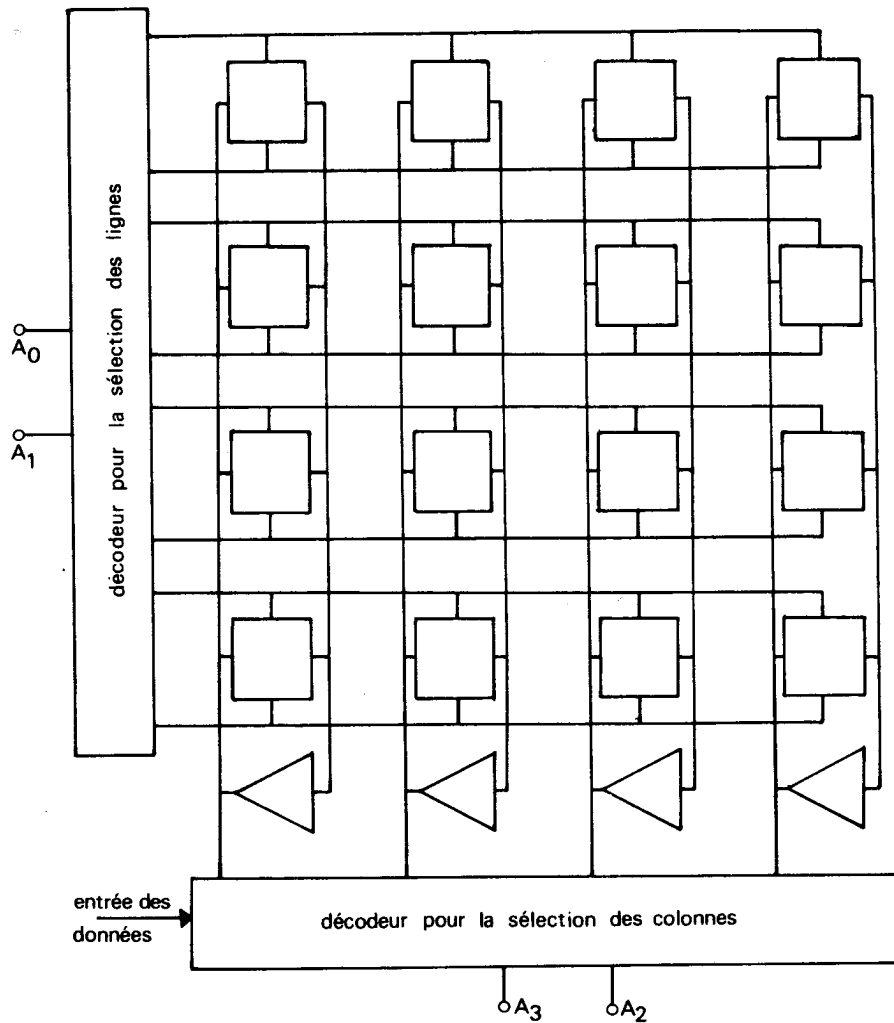 décodeur pour la sélection des lignes
A0
A1
entrée des
données
décodeur pour la sélection des colonnes
A3
A2